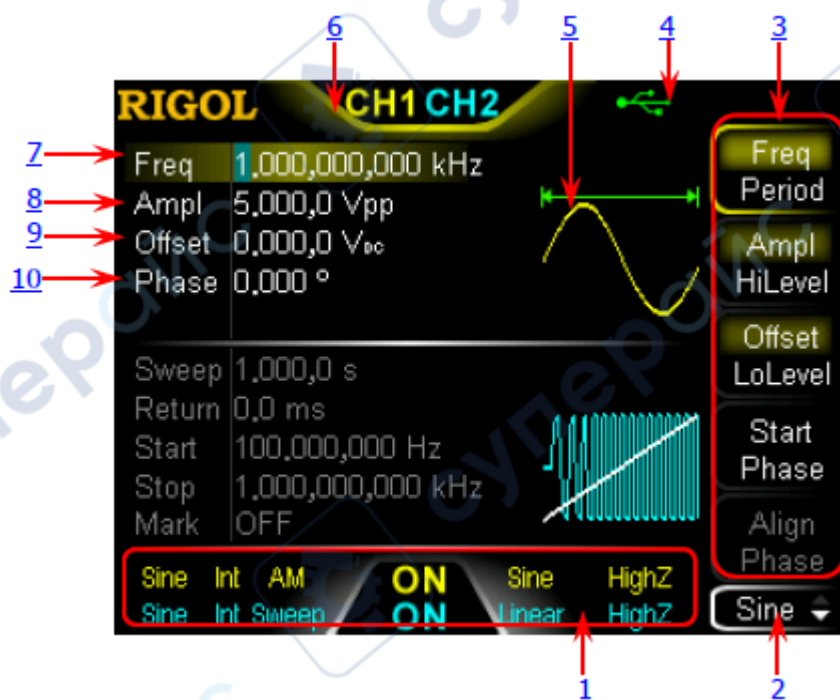 6 5 4 3
RIGOL CH1 CH2
7 Freq 1.000,000,000 kHz
8 Ampl 5.000,0 Vpp
9 Offset 0.000,0 VDC
10 Phase 0.000 °
Sweep 1.000,0 s
Return 0.0 ms
Start 100.000,000 Hz
Stop 1.000,000,000 kHz
Mark OFF
Freq
Period
Ampl
HiLevel
Offset
LoLevel
Start
Phase
Align
Phase
Sine Int AM ON Sine HighZ
Sine Int Sweep ON Linear HighZ
Sine
1 2
суперайс